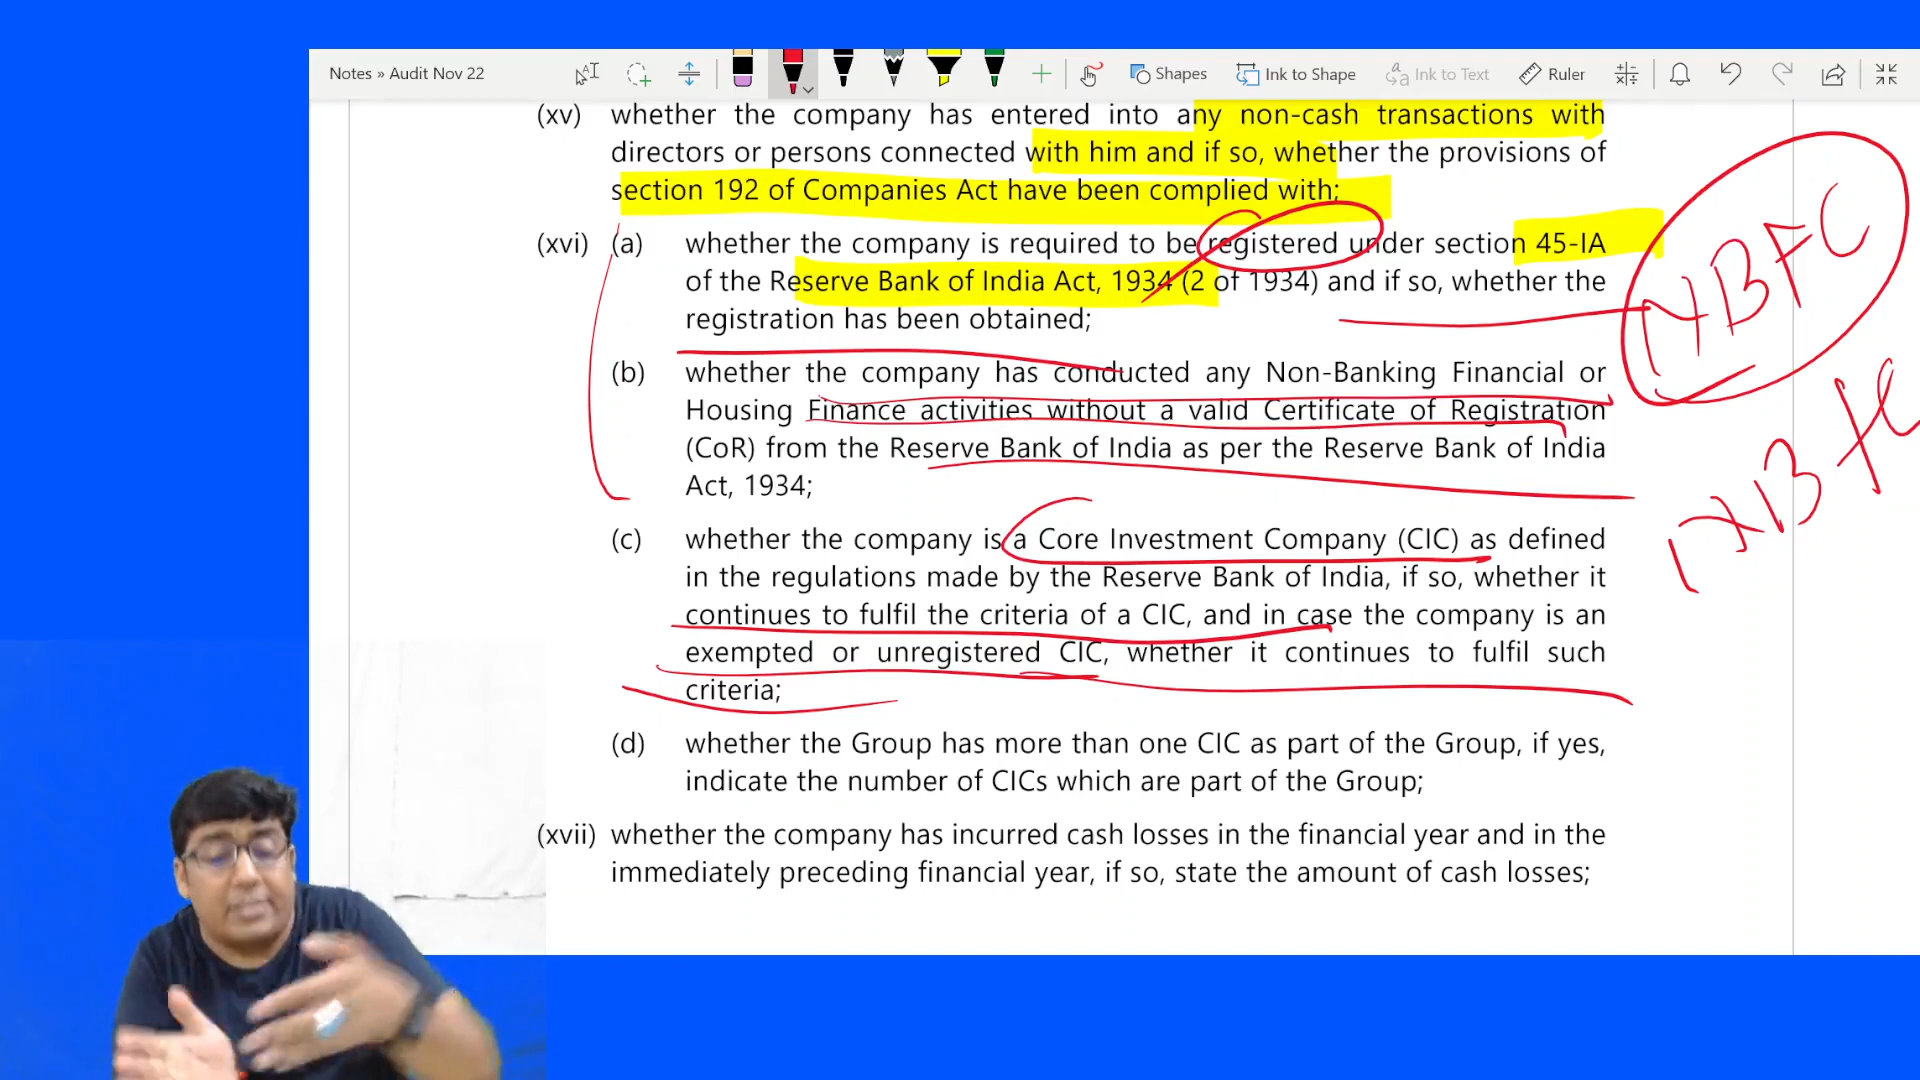 Notes » Audit Nov 22
Shapes
Ink to Shape
Ink to Text
Ruler
(xv) whether the company has entered into any non-cash transactions with
directors or persons connected with him and if so, whether the provisions of
section 192 of Companies Act have been complied with;
(xvi) (a) whether the company is required to be registered under section 45-IA
of the Reserve Bank of India Act, 1934 (2 of 1934) and if so, whether the
registration has been obtained;
NBFC
(b) whether the company has conducted any Non-Banking Financial or
Housing Finance activities without a valid Certificate of Registration
(CoR) from the Reserve Bank of India as per the Reserve Bank of India
Act, 1934;
NBFC
(c) whether the company is a Core Investment Company (CIC) as defined
in the regulations made by the Reserve Bank of India, if so, whether it
continues to fulfil the criteria of a CIC, and in case the company is an
exempted or unregistered CIC, whether it continues to fulfil such
criteria;
(d) whether the Group has more than one CIC as part of the Group, if yes,
indicate the number of CICs which are part of the Group;
(xvii) whether the company has incurred cash losses in the financial year and in the
immediately preceding financial year, if so, state the amount of cash losses;